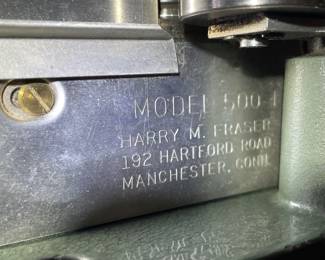 MODEL 500-1
HARRY M. FRASER
192 HARTFORD ROAD
MANCHESTER, CONN.